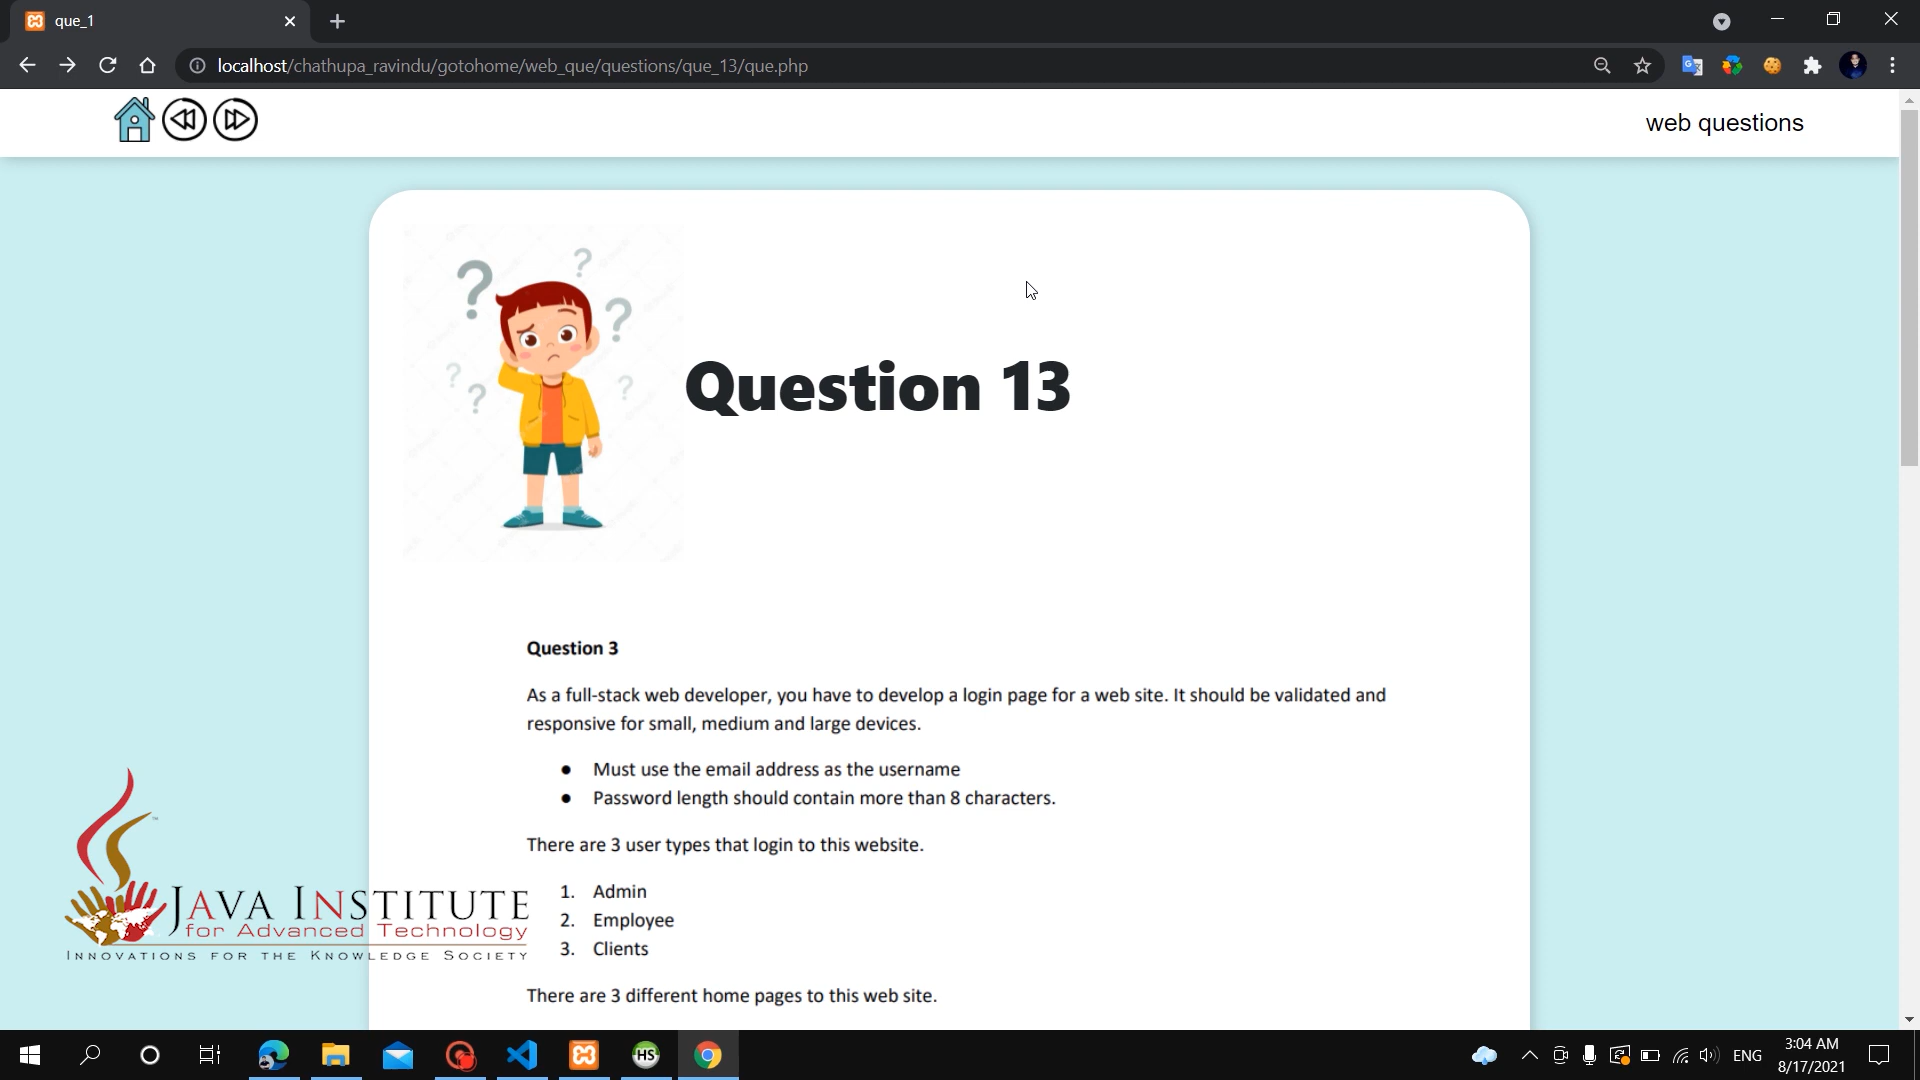 que_1
localhost/chathupa_ravindu/gotohome/web_que/questions/que_13/que.php
web questions
Question 13
Question 3
As a full-stack web developer, you have to develop a login page for a web site. It should be validated and
responsive for small, medium and large devices.
● Must use the email address as the username
● Password length should contain more than 8 characters.
There are 3 user types that login to this website.
1. Admin
2. Employee
3. Clients
There are 3 different home pages to this web site.
JAVA INSTITUTE
for Advanced Technology
INNOVATIONS FOR THE KNOWLEDGE SOCIETY
HS
ENG
3:04 AM
8/17/2021